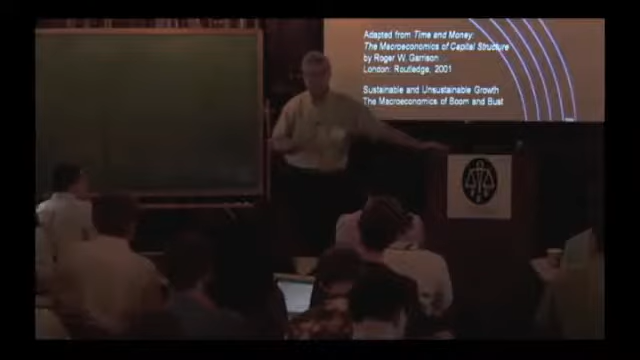 Adapted from Time and Money:
The Macroeconomics of Capital Structure
by Roger W. Garrison
London: Routledge, 2001
Sustainable and Unsustainable Growth
The Macroeconomics of Boom and Bust